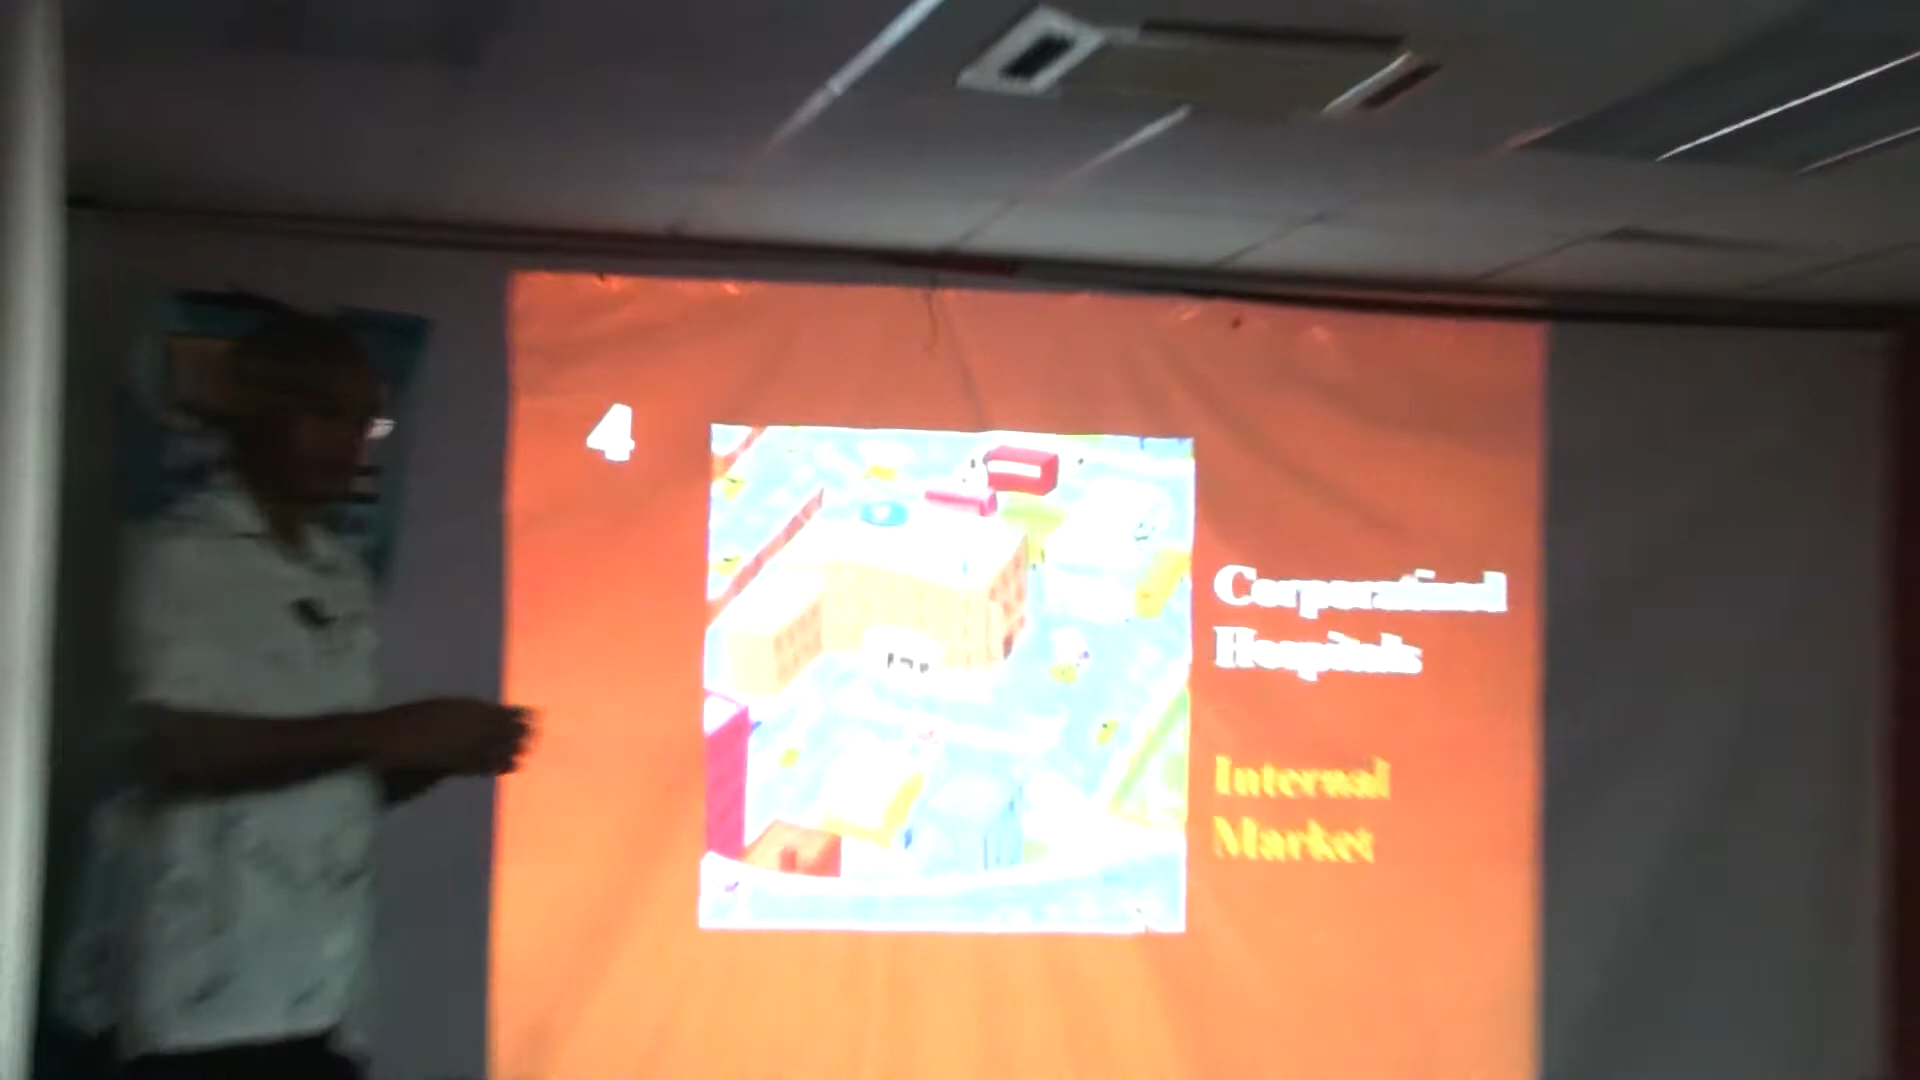 4
Corporatised
Hospitals
Internal
Market